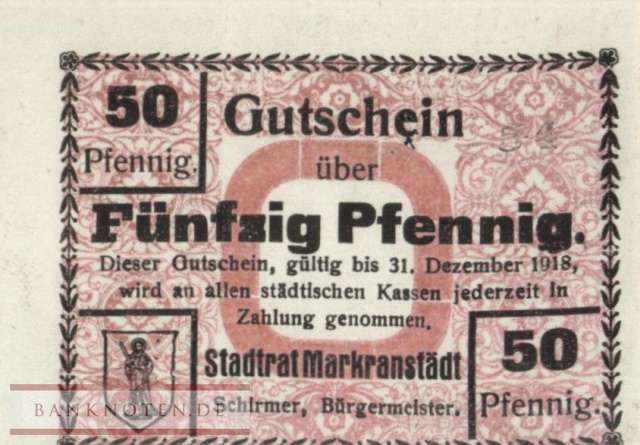 50
Pfennig.
Gutschein
54
über
Fünfzig Pfennig.
Dieser Gutschein, gültig bis 31. Dezember 1918,
wird an allen städtischen Kassen jederzeit in
Zahlung genommen.
Stadtrat Markranstädt
Schirmer, Bürgermeister.
50
Pfennig.
BANKNOTEN.DE